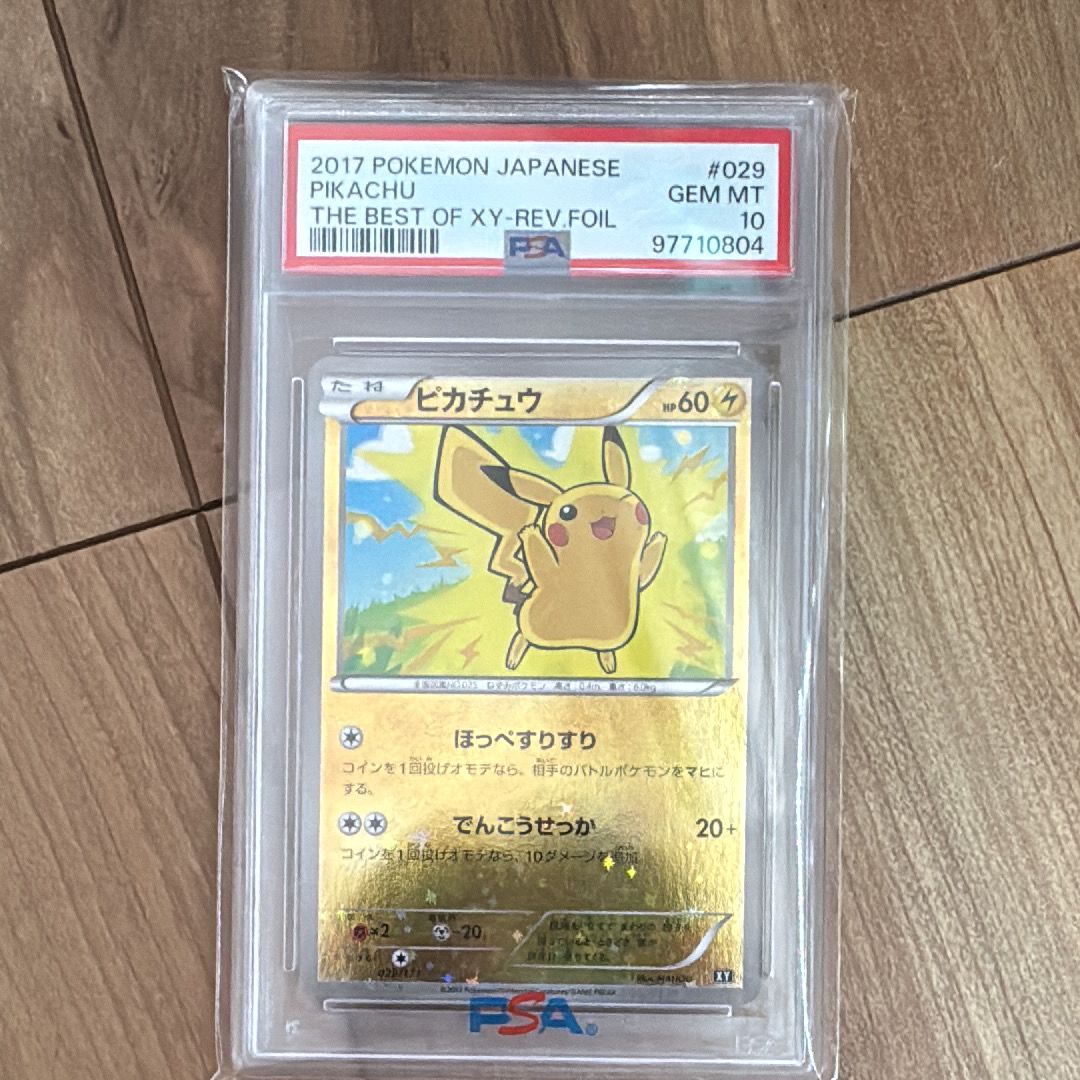 2017 POKEMON JAPANESE #029
PIKACHU GEM MT
THE BEST OF XY-REV.FOIL 10
PSA 97710804
たね ピカチュウ HP60
ほっぺすりすり
コインを1回投げオモテなら、相手のバトルポケモンをマヒに
する。
でんこうせっか 20+
コインを1回投げオモテなら、10ダメージを追加
×2 -20
XY
PSA